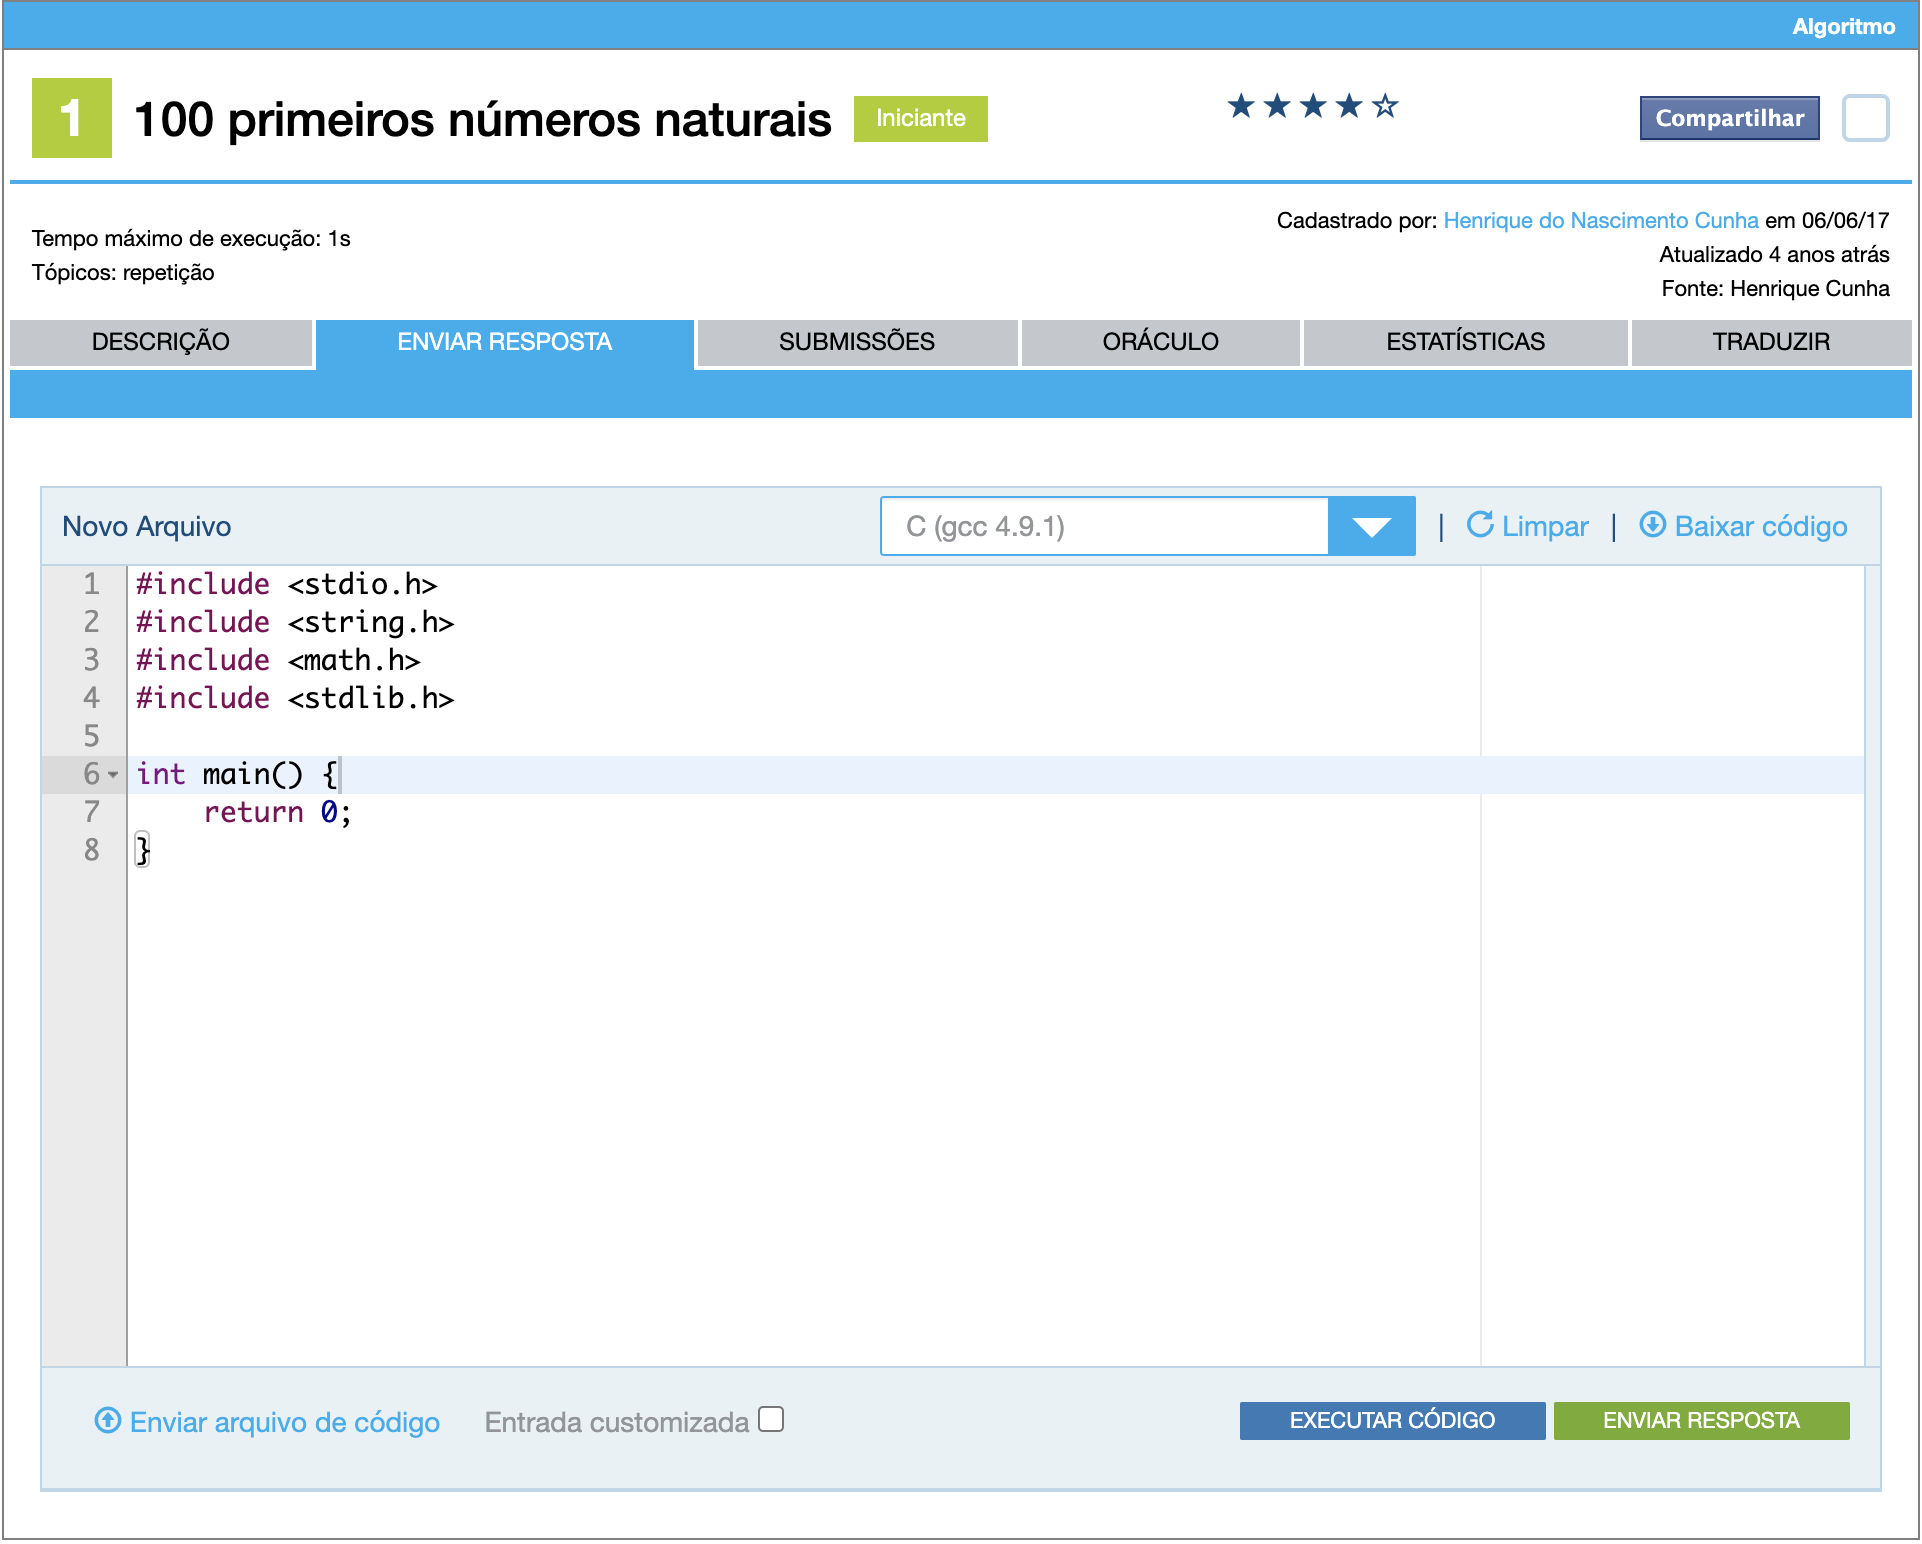 Algoritmo
1 100 primeiros números naturais Iniciante Compartilhar
Cadastrado por: Henrique do Nascimento Cunha em 06/06/17
Tempo máximo de execução: 1s
Atualizado 4 anos atrás
Tópicos: repetição
Fonte: Henrique Cunha
DESCRIÇÃO ENVIAR RESPOSTA SUBMISSÕES ORÁCULO ESTATÍSTICAS TRADUZIR
Novo Arquivo C (gcc 4.9.1) | Limpar | Baixar código
1 #include <stdio.h>
2 #include <string.h>
3 #include <math.h>
4 #include <stdlib.h>
5
6 int main() {
7     return 0;
8 }
Enviar arquivo de código Entrada customizada EXECUTAR CÓDIGO ENVIAR RESPOSTA